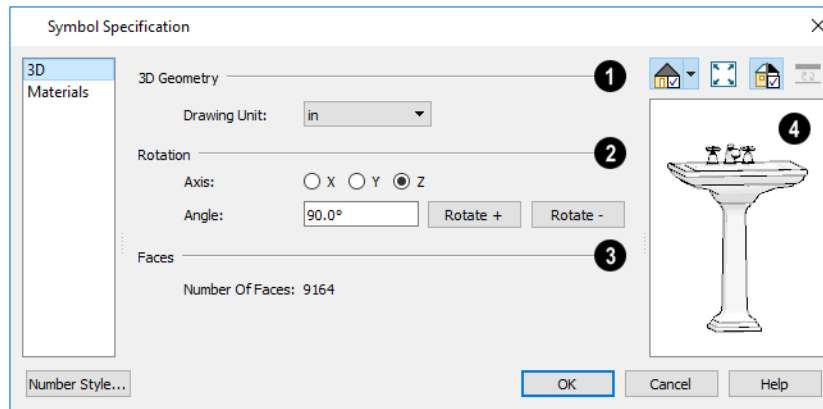 Symbol Specification
3D
Materials
3D Geometry 1
Drawing Unit: in
Rotation 2
Axis: X Y Z
Angle: 90.0° Rotate + Rotate -
Faces 3
Number Of Faces: 9164
4
Number Style... OK Cancel Help